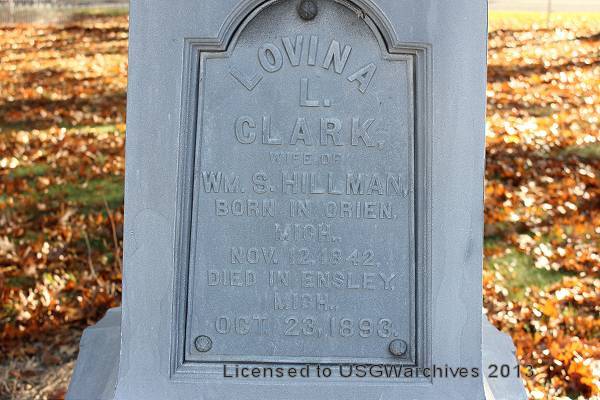 LOVINA
L.
CLARK,
WIFE OF
WM. S. HILLMAN,
BORN IN ORIEN,
MICH.,
NOV. 12, 1842.
DIED IN ENSLEY,
MICH.,
OCT. 23, 1893.
Licensed to USGWarchives 2013